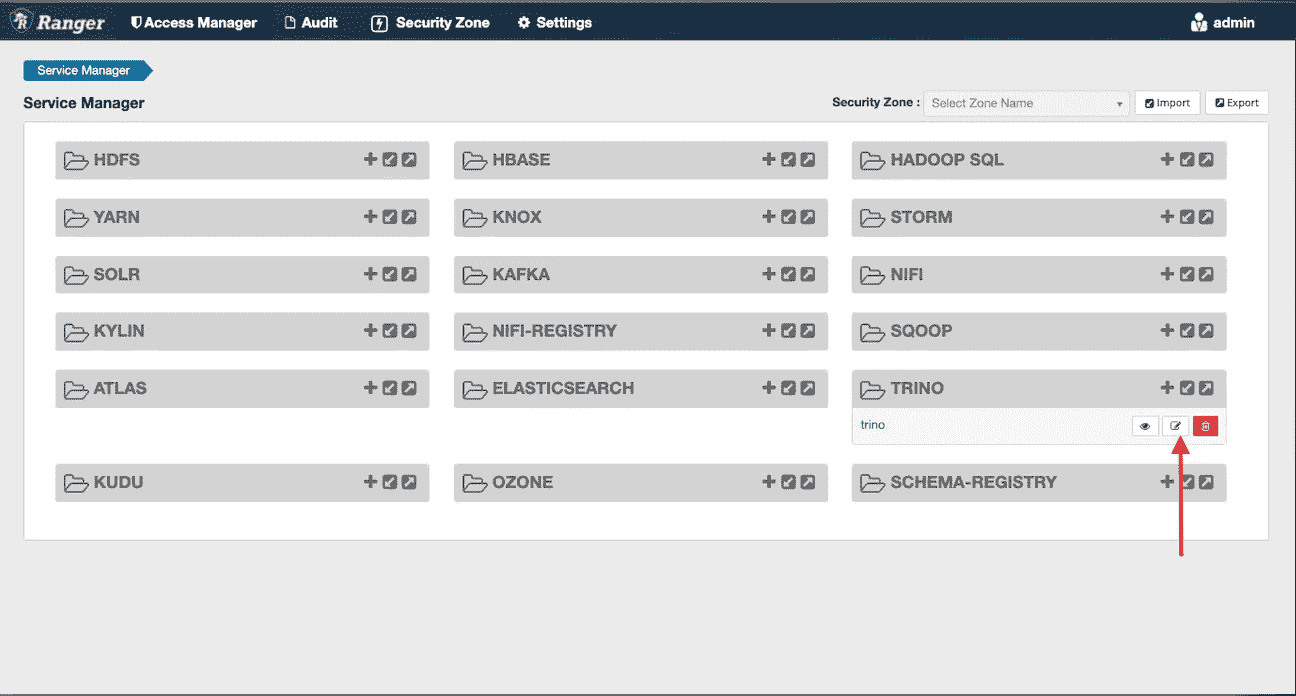 Ranger Access Manager Audit Security Zone Settings admin
Service Manager
Service Manager Security Zone : Select Zone Name Import Export
HDFS HBASE HADOOP SQL
YARN KNOX STORM
SOLR KAFKA NIFI
KYLIN NIFI-REGISTRY SQOOP
ATLAS ELASTICSEARCH TRINO
trino
KUDU OZONE SCHEMA-REGISTRY